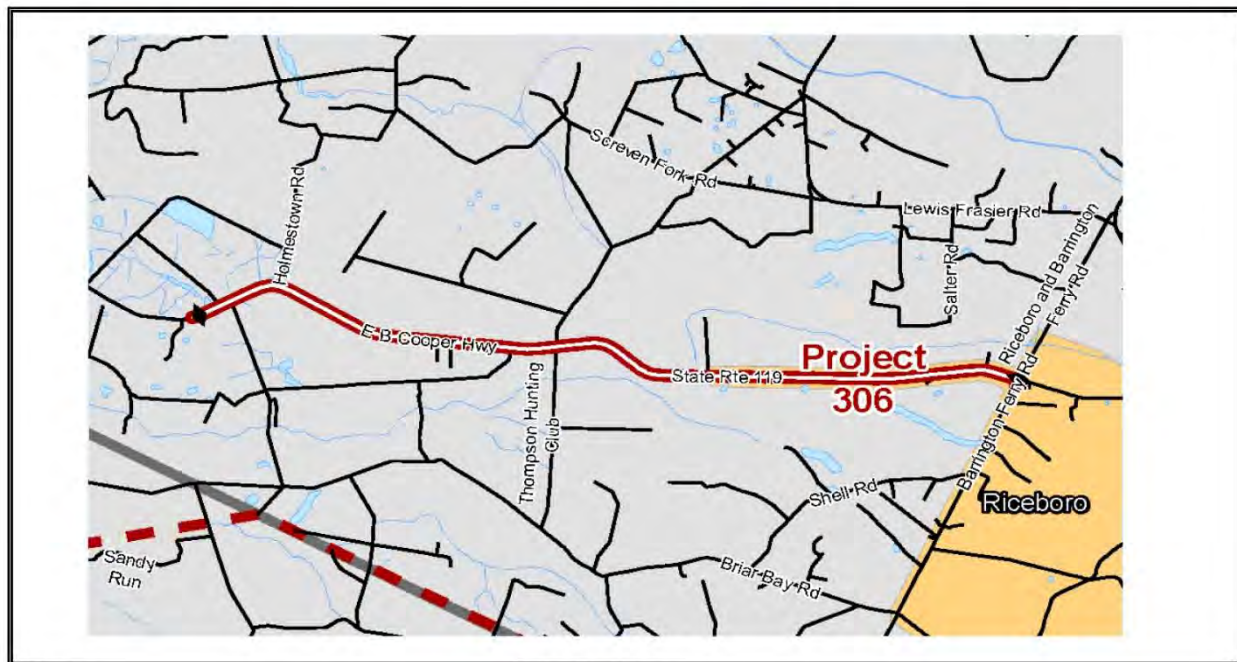 Screven Fork Rd
Holmestown Rd
Lewis Frasier Rd
Riceboro and Barrington
Ferry Rd
Salter Rd
E B Cooper Hwy
Project
306
State Rte 119
Thompson Hunting
Club
Barrington Ferry Rd
Shell Rd
Riceboro
Sandy
Run
Briar Bay Rd